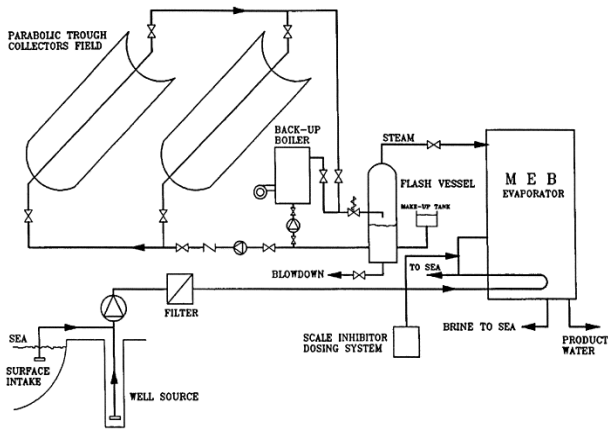 PARABOLIC TROUGH
COLLECTORS FIELD
BACK-UP
BOILER
STEAM
M E B
EVAPORATOR
FLASH VESSEL
MAKE-UP TANK
BLOWDOWN
TO SEA
FILTER
SEA
SURFACE
INTAKE
WELL SOURCE
SCALE INHIBITOR
DOSING SYSTEM
BRINE TO SEA
PRODUCT
WATER